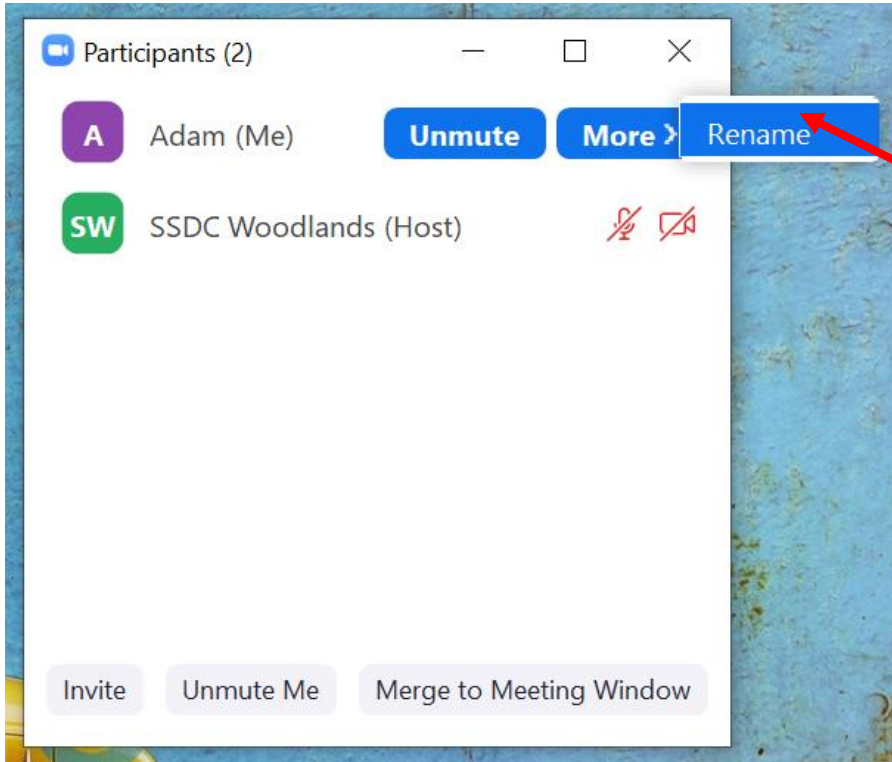 Participants (2)
A Adam (Me) Unmute More Rename
SW SSDC Woodlands (Host)
Invite Unmute Me Merge to Meeting Window